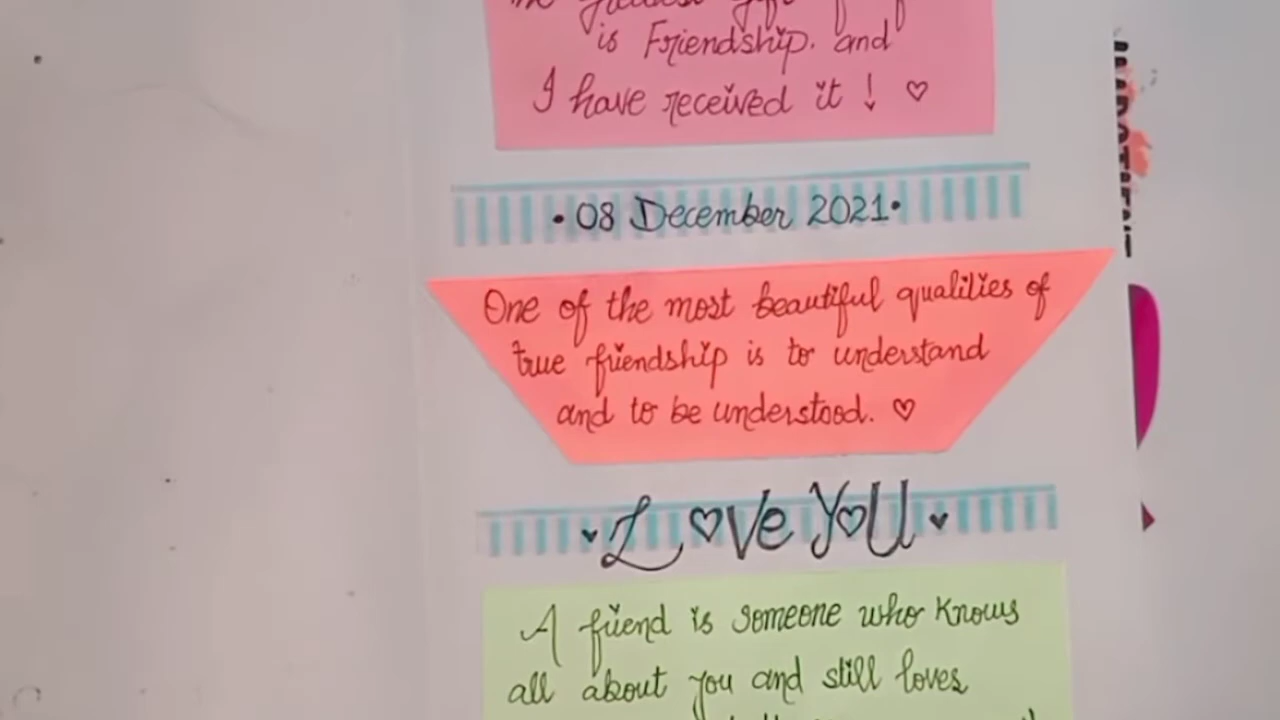 is Friendship. and
I have received it ! ♡
• 08 December 2021 •
One of the most beautiful qualities of
true friendship is to understand
and to be understood. ♡
LOVE YOU
A friend is someone who knows
all about you and still loves